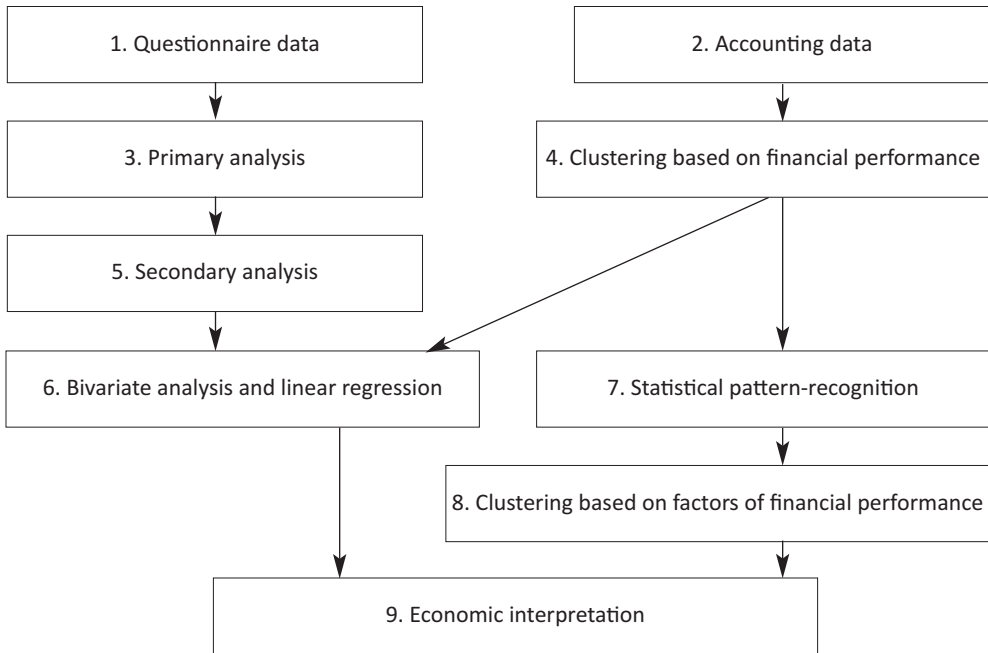 1. Questionnaire data
2. Accounting data
3. Primary analysis
4. Clustering based on financial performance
5. Secondary analysis
6. Bivariate analysis and linear regression
7. Statistical pattern-recognition
8. Clustering based on factors of financial performance
9. Economic interpretation